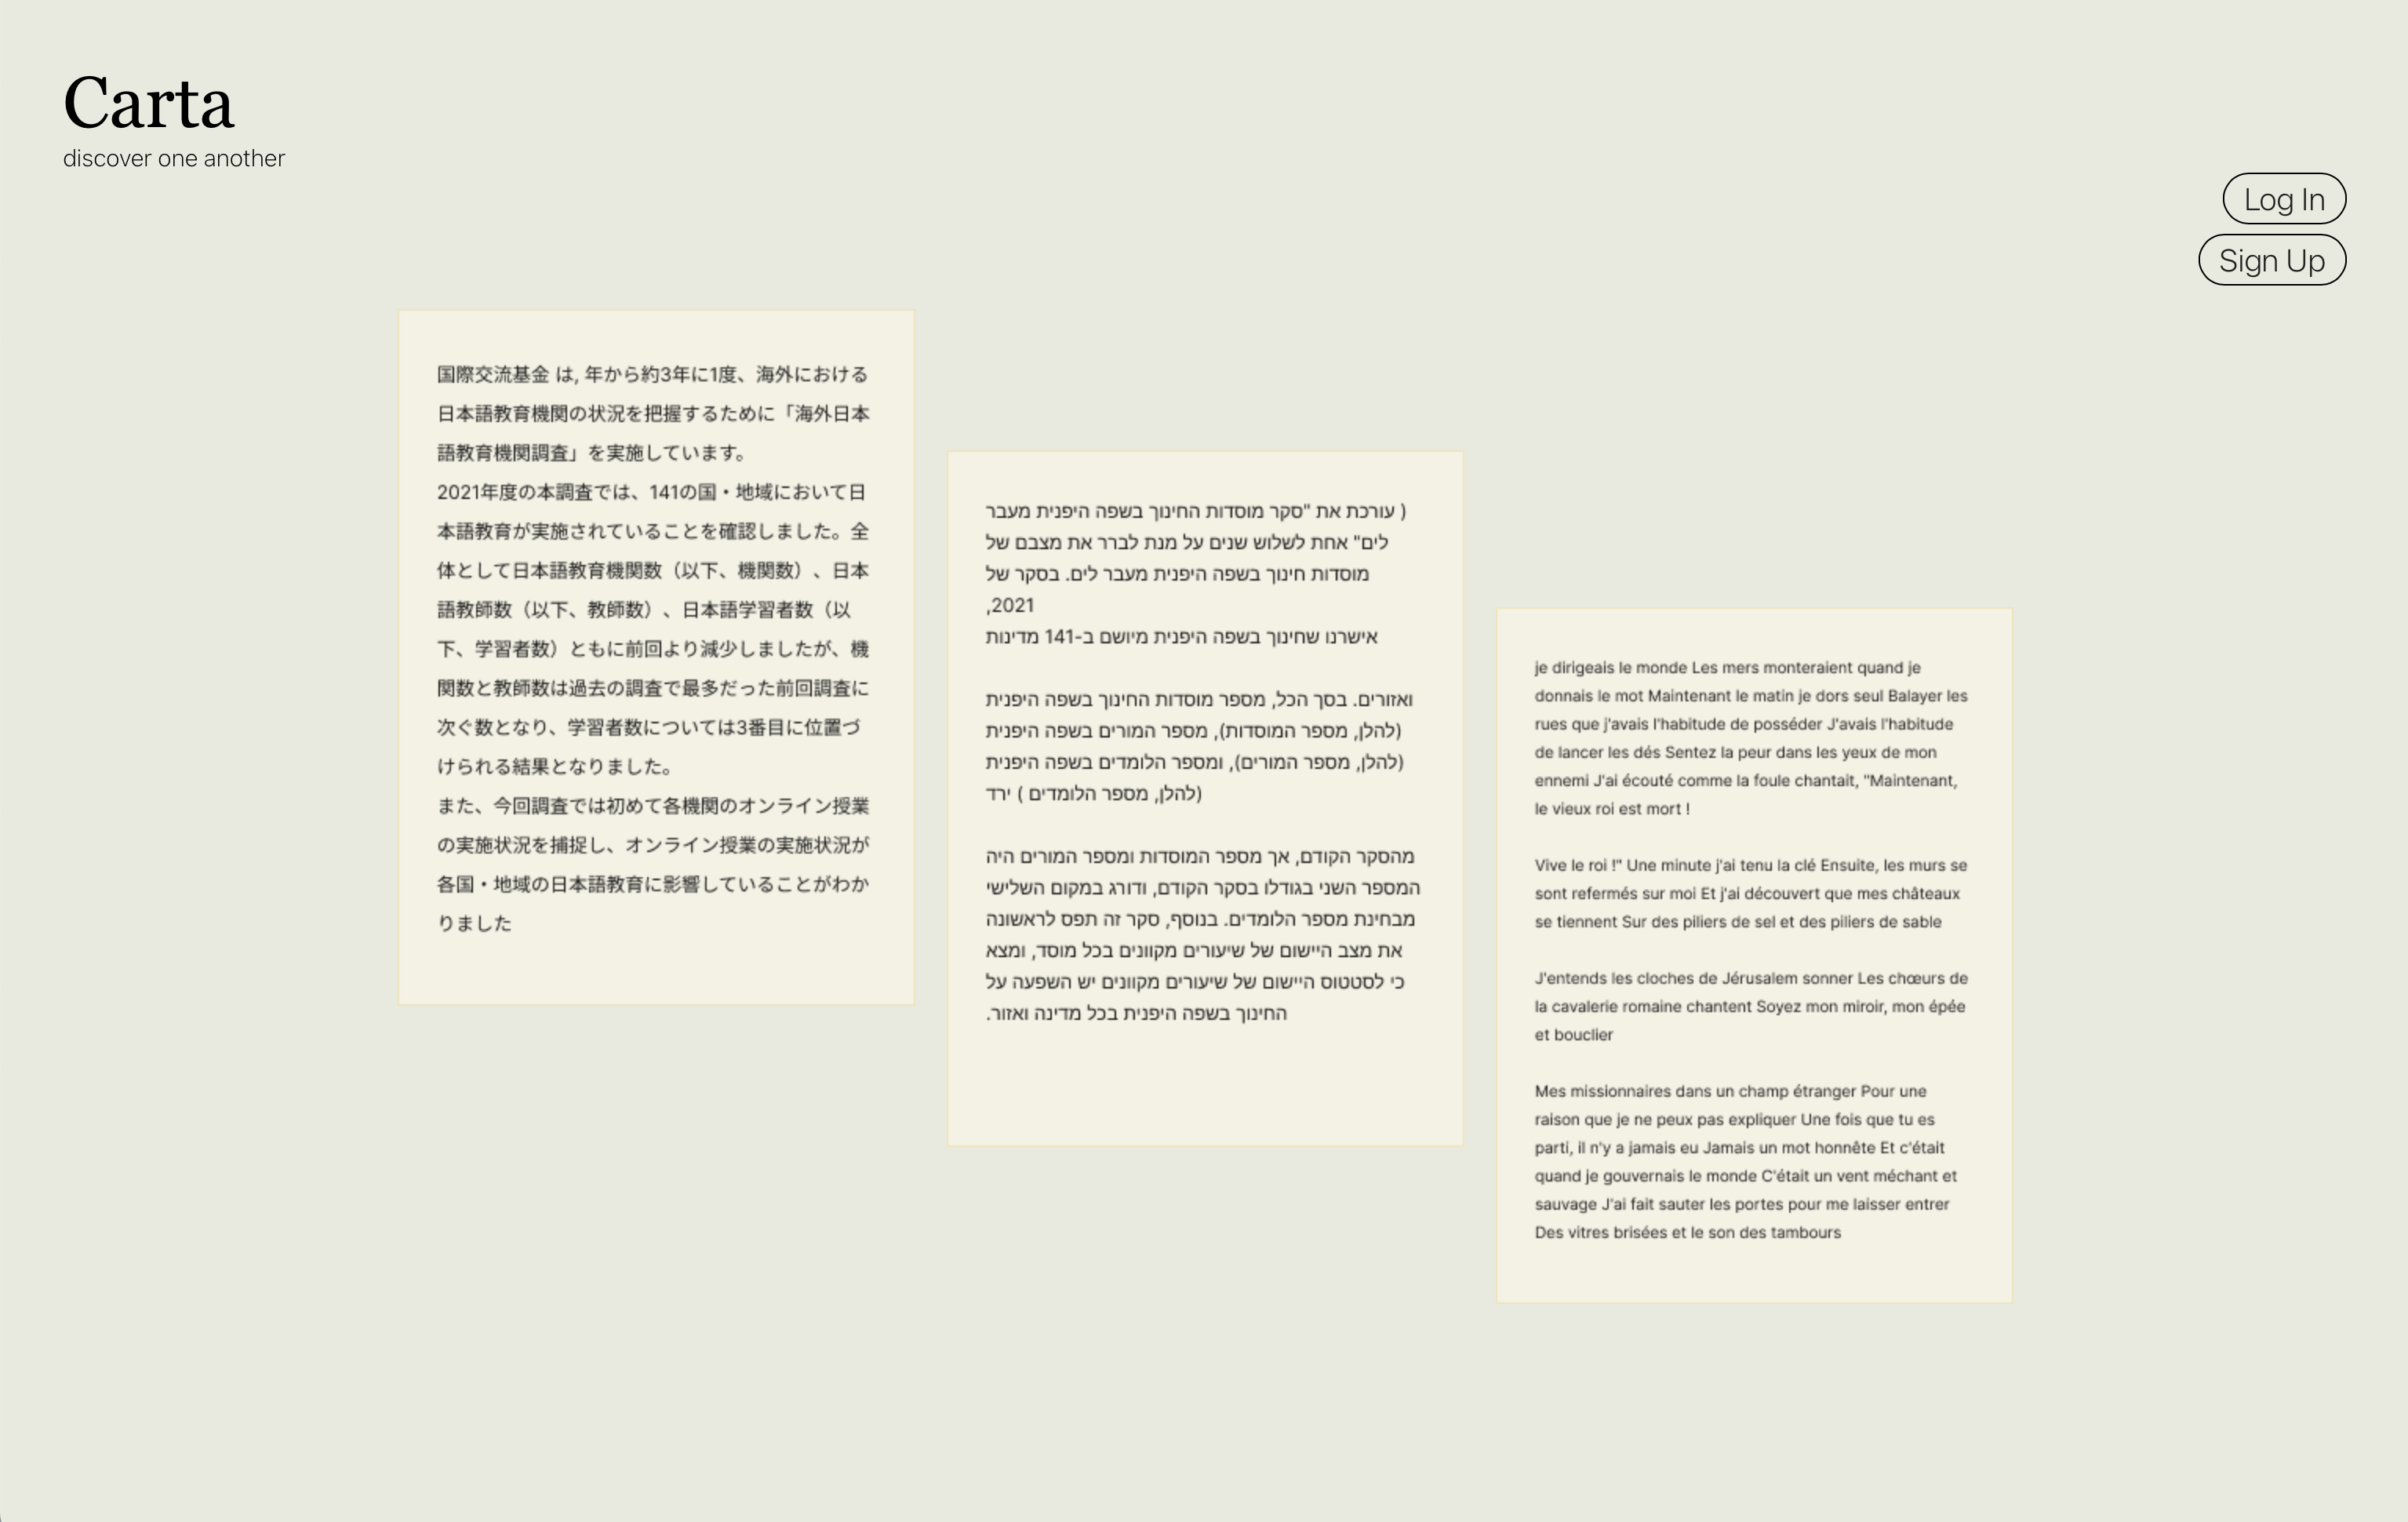 Carta
discover one another
Log In
Sign Up
国際交流基金 は, 年から約3年に1度、海外における
日本語教育機関の状況を把握するために「海外日本
語教育機関調査」を実施しています。
2021年度の本調査では、141の国・地域において日
本語教育が実施されていることを確認しました。全
体として日本語教育機関数（以下、機関数）、日本
語教師数（以下、教師数）、日本語学習者数（以
下、学習者数）ともに前回より減少しましたが、機
関数と教師数は過去の調査で最多だった前回調査に
次ぐ数となり、学習者数については3番目に位置づ
けられる結果となりました。
また、今回調査では初めて各機関のオンライン授業
の実施状況を捕捉し、オンライン授業の実施状況が
各国・地域の日本語教育に影響していることがわか
りました
( עורכת את "סקר מוסדות החינוך בשפה היפנית מעבר
לים" אחת לשלוש שנים על מנת לברר את מצבם של
מוסדות חינוך בשפה היפנית מעבר לים. בסקר של
2021,
אישרנו שחינוך בשפה היפנית מיושם ב-141 מדינות
ואזורים. בסך הכל, מספר מוסדות החינוך בשפה היפנית
(להלן, מספר המוסדות), מספר המורים בשפה היפנית
(להלן, מספר המורים), ומספר הלומדים בשפה היפנית
(להלן, מספר הלומדים ) ירד
מהסקר הקודם, אך מספר המוסדות ומספר המורים היה
המספר השני בגודלו בסקר הקודם, ודורג במקום השלישי
מבחינת מספר הלומדים. בנוסף, סקר זה תפס לראשונה
את מצב היישום של שיעורים מקוונים בכל מוסד, ומצא
כי לסטטוס היישום של שיעורים מקוונים יש השפעה על
החינוך בשפה היפנית בכל מדינה ואזור.
je dirigeais le monde Les mers monteraient quand je
donnais le mot Maintenant le matin je dors seul Balayer les
rues que j'avais l'habitude de posséder J'avais l'habitude
de lancer les dés Sentez la peur dans les yeux de mon
ennemi J'ai écouté comme la foule chantait, "Maintenant,
le vieux roi est mort !
Vive le roi !" Une minute j'ai tenu la clé Ensuite, les murs se
sont refermés sur moi Et j'ai découvert que mes châteaux
se tiennent Sur des piliers de sel et des piliers de sable
J'entends les cloches de Jérusalem sonner Les chœurs de
la cavalerie romaine chantent Soyez mon miroir, mon épée
et bouclier
Mes missionnaires dans un champ étranger Pour une
raison que je ne peux pas expliquer Une fois que tu es
parti, il n'y a jamais eu Jamais un mot honnête Et c'était
quand je gouvernais le monde C'était un vent méchant et
sauvage J'ai fait sauter les portes pour me laisser entrer
Des vitres brisées et le son des tambours